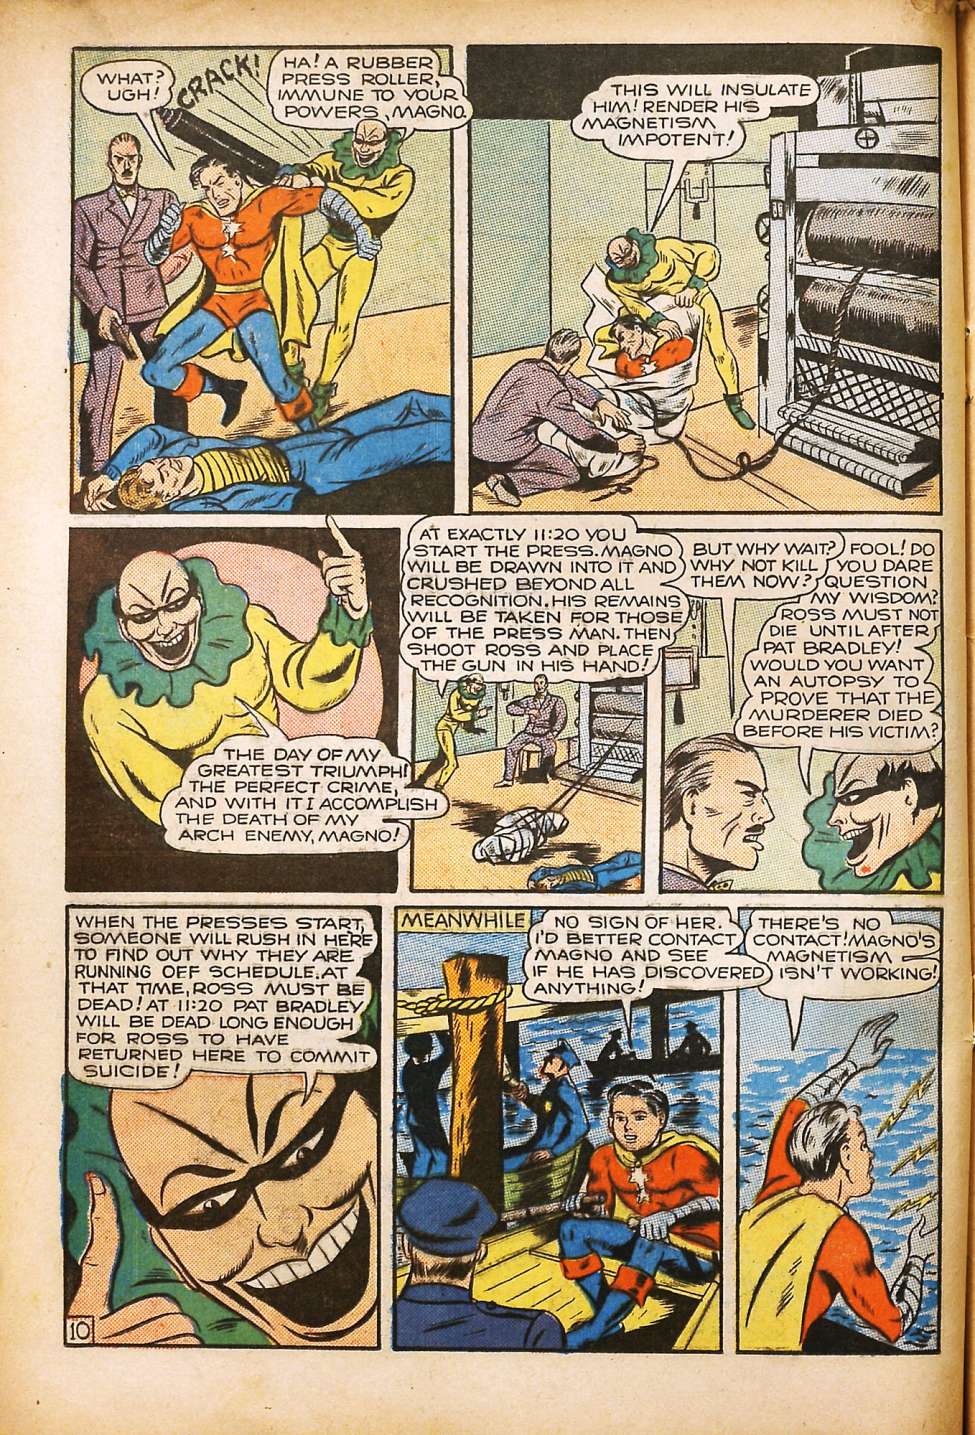 WHAT?
UGH!
CRACK!
HA! A RUBBER
PRESS ROLLER,
IMMUNE TO YOUR
POWERS, MAGNO.
THIS WILL INSULATE
HIM! RENDER HIS
MAGNETISM
IMPOTENT!
THE DAY OF MY
GREATEST TRIUMPH!
THE PERFECT CRIME,
AND WITH IT I ACCOMPLISH
THE DEATH OF MY
ARCH ENEMY, MAGNO!
AT EXACTLY 11:20 YOU
START THE PRESS. MAGNO
WILL BE DRAWN INTO IT AND
CRUSHED BEYOND ALL
RECOGNITION. HIS REMAINS
WILL BE TAKEN FOR THOSE
OF THE PRESS MAN. THEN
SHOOT ROSS AND PLACE
THE GUN IN HIS HAND!
BUT WHY WAIT?
WHY NOT KILL
THEM NOW?
FOOL! DO
YOU DARE
QUESTION
MY WISDOM?
ROSS MUST NOT
DIE UNTIL AFTER
PAT BRADLEY!
WOULD YOU WANT
AN AUTOPSY TO
PROVE THAT THE
MURDERER DIED
BEFORE HIS VICTIM?
WHEN THE PRESSES START,
SOMEONE WILL RUSH IN HERE
TO FIND OUT WHY THEY ARE
RUNNING OFF SCHEDULE. AT
THAT TIME, ROSS MUST BE
DEAD! AT 11:20 PAT BRADLEY
WILL BE DEAD LONG ENOUGH
FOR ROSS TO HAVE
RETURNED HERE TO COMMIT
SUICIDE!
10
MEANWHILE
NO SIGN OF HER.
I'D BETTER CONTACT
MAGNO AND SEE
IF HE HAS DISCOVERED
ANYTHING!
THERE'S NO
CONTACT! MAGNO'S
MAGNETISM
ISN'T WORKING!